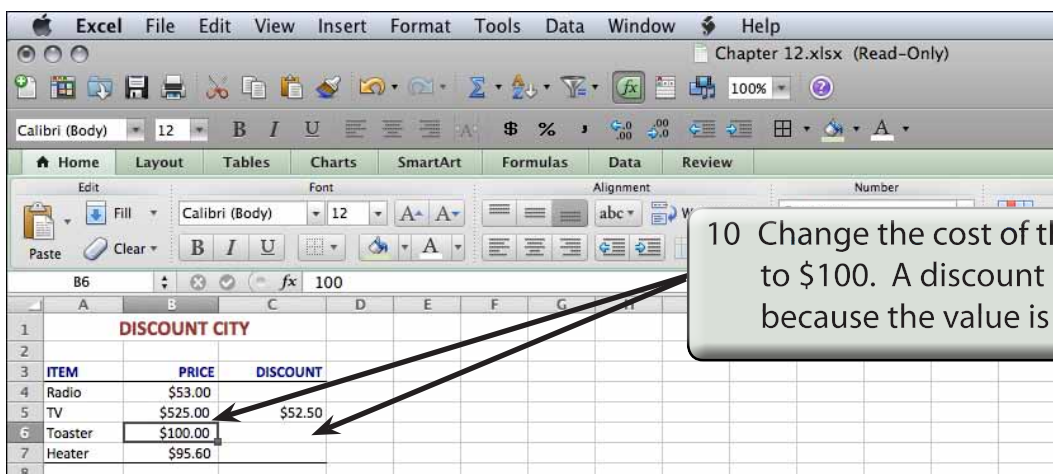 Excel File Edit View Insert Format Tools Data Window Help
Chapter 12.xlsx (Read-Only)
100%
Calibri (Body) 12 B I U $ %
Home Layout Tables Charts SmartArt Formulas Data Review
Edit Font Alignment Number
Fill Calibri (Body) 12 A A abc
Paste Clear B I U A
B6 fx 100
A B C D E F G H
1 DISCOUNT CITY
2
3 ITEM PRICE DISCOUNT
4 Radio $53.00
5 TV $525.00 $52.50
6 Toaster $100.00
7 Heater $95.60
8
10 Change the cost of
to $100. A discount
because the value is